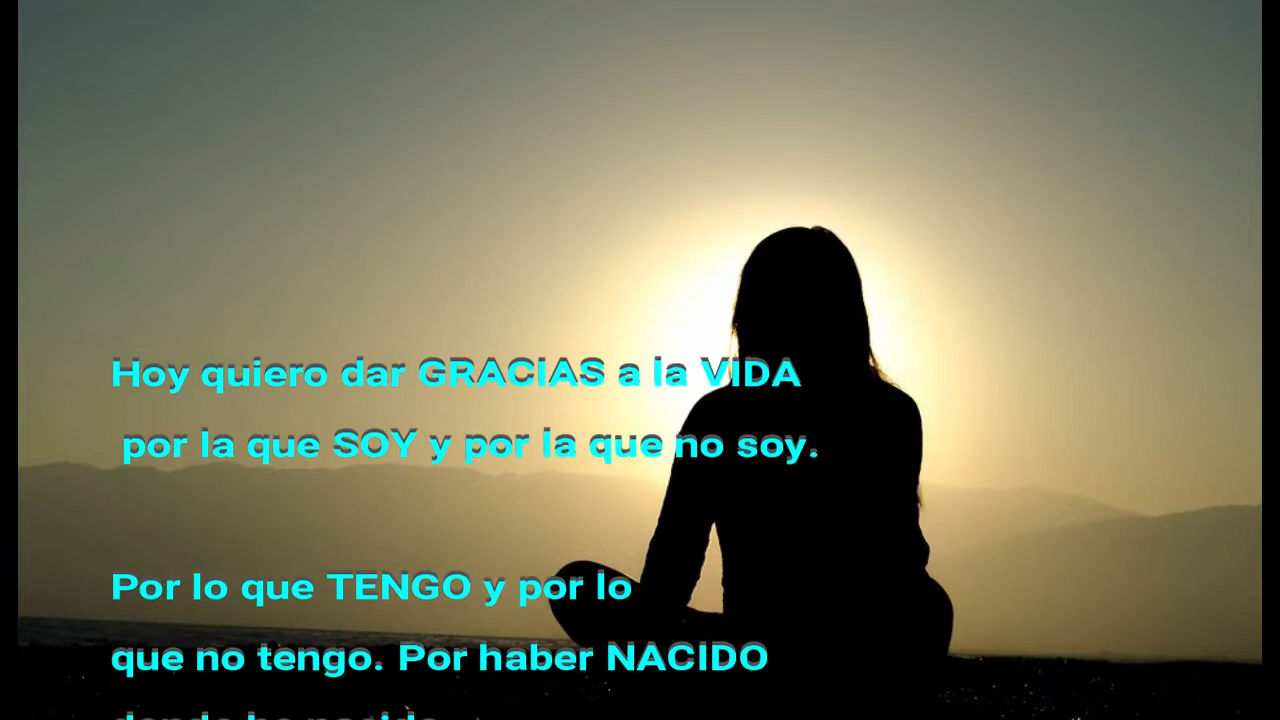 Hoy quiero dar GRACIAS a la VIDA
por la que SOY y por la que no soy.
Por lo que TENGO y por lo
que no tengo. Por haber NACIDO